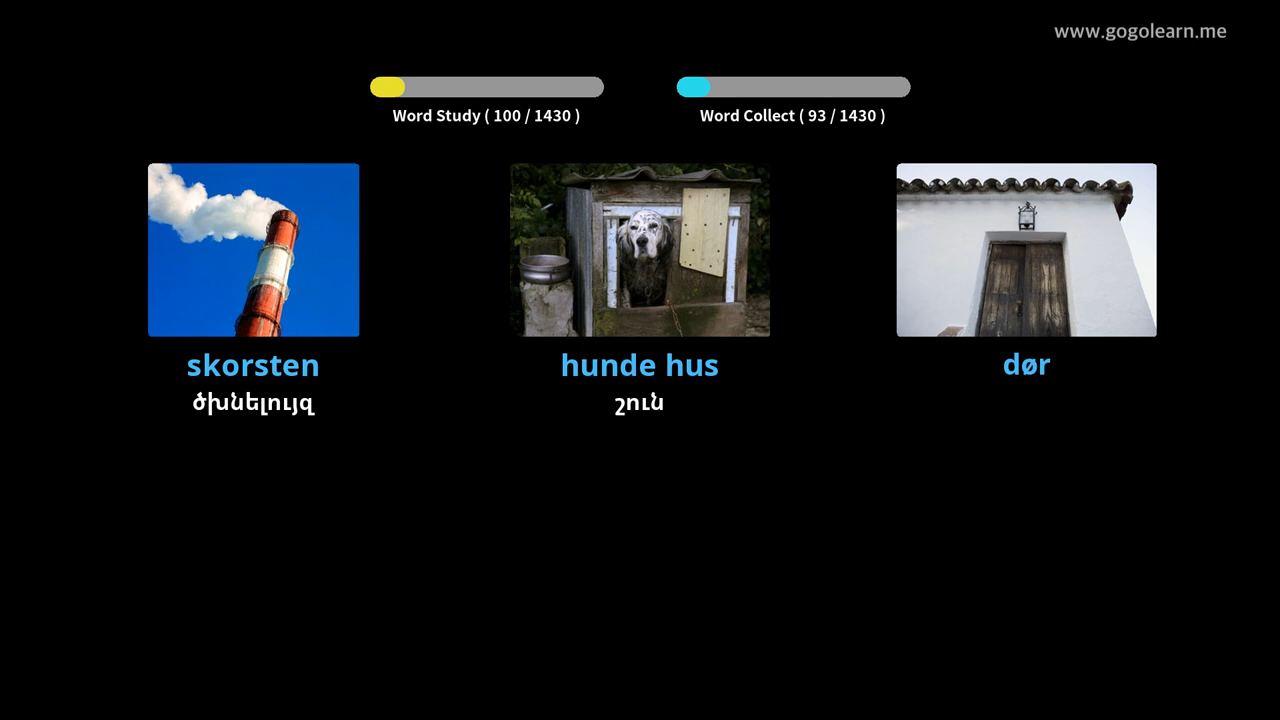 www.gogolearn.me
Word Study ( 100 / 1430 )
Word Collect ( 93 / 1430 )
skorsten
hunde hus
dør
ծխնելույզ
շուն